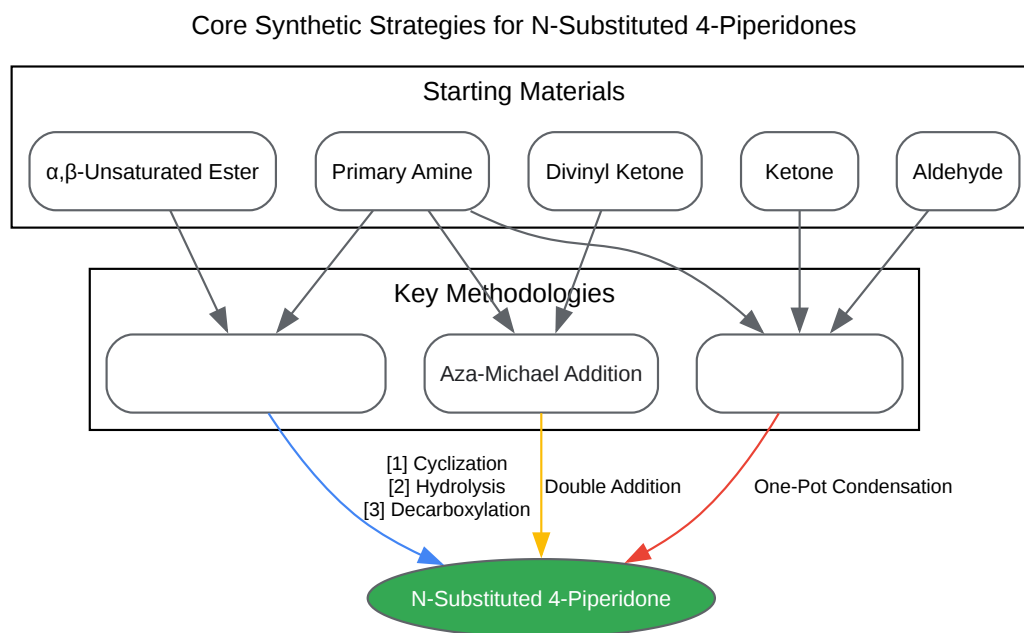 Core Synthetic Strategies for N-Substituted 4-Piperidones
Starting Materials
α,β-Unsaturated Ester
Primary Amine
Divinyl Ketone
Ketone
Aldehyde
Key Methodologies
Aza-Michael Addition
[1] Cyclization
[2] Hydrolysis
[3] Decarboxylation
Double Addition
One-Pot Condensation
N-Substituted 4-Piperidone